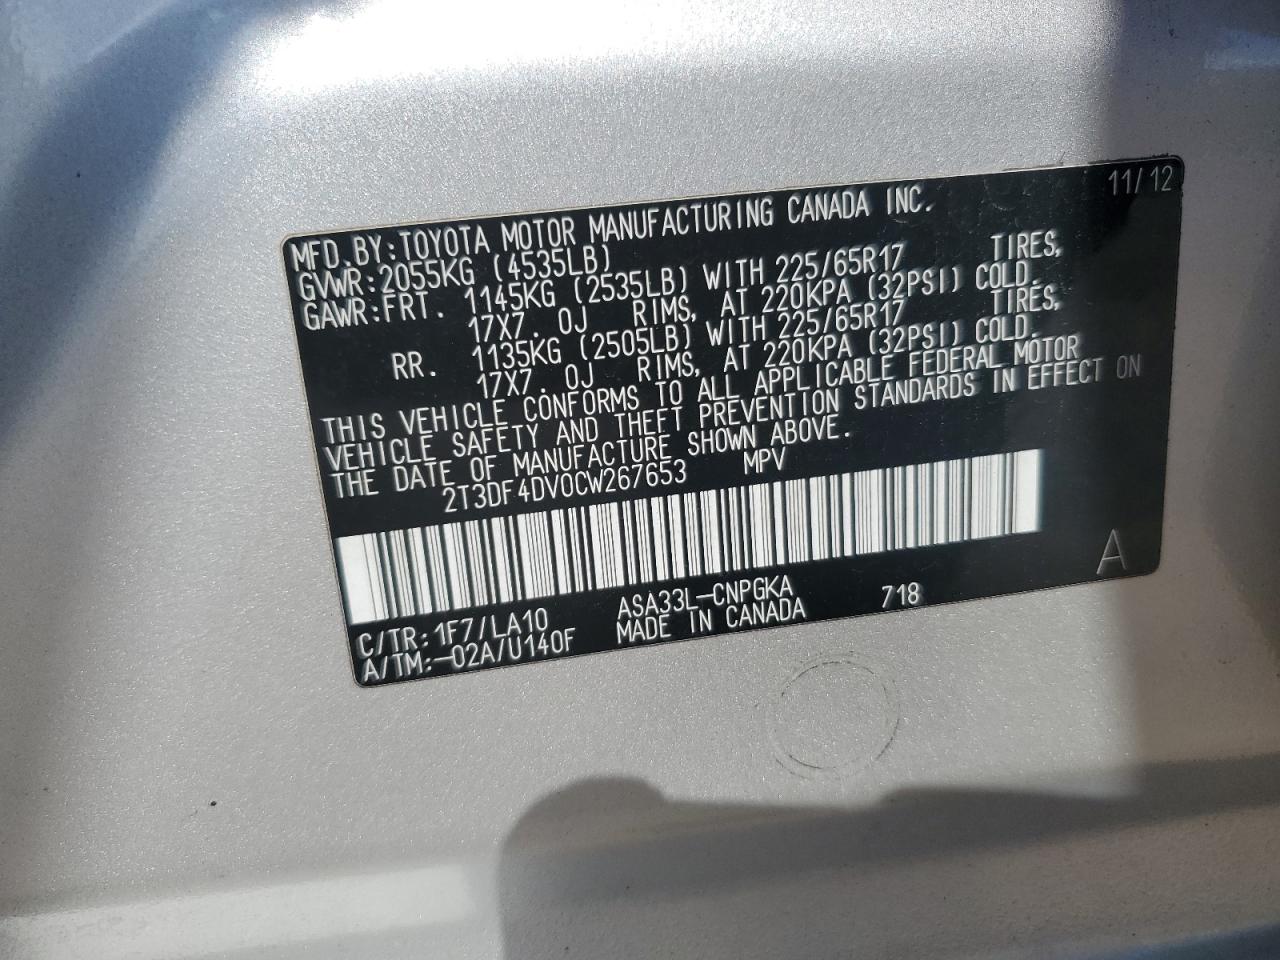 11/12
MFD.BY:TOYOTA MOTOR MANUFACTURING CANADA INC.
GVWR:2055KG (4535LB)
GAWR:FRT. 1145KG (2535LB) WITH 225/65R17 TIRES,
17X7.0J RIMS, AT 220KPA (32PSI) COLD.
RR. 1135KG (2505LB) WITH 225/65R17 TIRES,
17X7.0J RIMS, AT 220KPA (32PSI) COLD.
THIS VEHICLE CONFORMS TO ALL APPLICABLE FEDERAL MOTOR
VEHICLE SAFETY AND THEFT PREVENTION STANDARDS IN EFFECT ON
THE DATE OF MANUFACTURE SHOWN ABOVE.
2T3DF4DV0CW267653 MPV
A
C/TR:1F7/LA10 ASA33L-CNPGKA 718
A/TM:-02A/U140F MADE IN CANADA